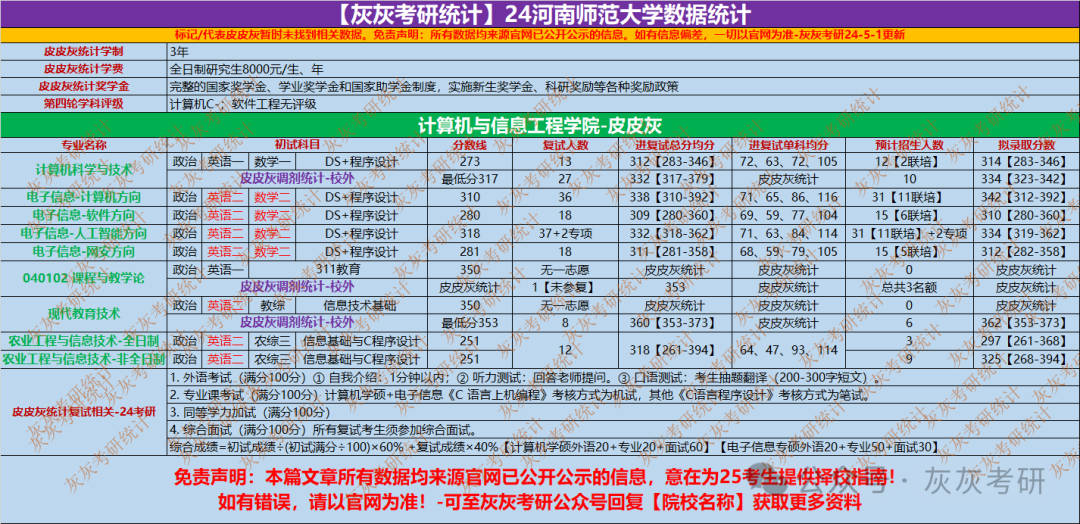 【灰灰考研统计】24河南师范大学数据统计
标记/代表皮皮灰暂时未找到相关数据。免责声明：所有数据均来源官网已公开公示的信息。如有信息偏差，一切以官网为准-灰灰考研24-5-1更新
皮皮灰统计学制 3年
皮皮灰统计学费 全日制研究生8000元/生、年
皮皮灰统计奖学金 完整的国家奖学金、学业奖学金和国家助学金制度，实施新生奖学金、科研奖励等各种奖励政策
第四轮学科评级 计算机C-；软件工程无评级
计算机与信息工程学院-皮皮灰
专业名称 初试科目 分数线 复试人数 进复试总分均分 进复试单科均分 预计招生人数 拟录取分数
计算机科学与技术 政治 英语一 数学一 DS+程序设计 273 13 312【283-346】 72、63、72、105 12【2联培】 314【283-346】
皮皮灰调剂统计-校外 最低分317 27 332【317-379】 皮皮灰统计 10 334【323-342】
电子信息-计算机方向 政治 英语二 数学二 DS+程序设计 310 36 338【310-392】 71、65、86、116 31【11联培】 342【312-392】
电子信息-软件方向 政治 英语二 数学二 DS+程序设计 280 18 309【280-360】 69、59、77、104 15【6联培】 310【280-360】
电子信息-人工智能方向 政治 英语二 数学二 DS+程序设计 318 37+2专项 332【318-362】 71、63、84、114 31【11联培】+2专项 334【319-362】
电子信息-网安方向 政治 英语二 数学二 DS+程序设计 281 18 311【281-358】 68、59、79、105 15【5联培】 312【282-358】
040102 课程与教学论 政治 英语一 311教育 350 无一志愿 皮皮灰统计 皮皮灰统计 0 皮皮灰统计
皮皮灰调剂统计-校外 皮皮灰统计 1【未参复】 353 皮皮灰统计 总共3名额 皮皮灰统计
现代教育技术 政治 英语二 教综 信息技术基础 350 无一志愿 皮皮灰统计 皮皮灰统计 0 皮皮灰统计
皮皮灰调剂统计-校外 最低分353 8 360【353-373】 皮皮灰统计 6 362【353-373】
农业工程与信息技术-全日制 政治 英语二 农综三 信息基础与C程序设计 251 12 318【261-394】 64、47、93、114 3 297【261-368】
农业工程与信息技术-非全日制 政治 英语二 农综三 信息基础与C程序设计 251 9 325【268-394】
皮皮灰统计复试相关-24考研
1. 外语考试（满分100分）① 自我介绍：1分钟以内；② 听力测试：回答老师提问。③ 口语测试：考生抽题翻译（200-300字短文）。
2. 专业课考试（满分100分）计算机学硕+电子信息《C 语言上机编程》考核方式为机试，其他《C语言程序设计》考核方式为笔试。
3. 同等学力加试（满分100分）
4. 综合面试（满分100分）所有复试考生须参加综合面试。
综合成绩=初试成绩÷(初试满分÷100)×60% +复试成绩×40%【计算机学硕外语20+专业20+面试60】【电子信息专硕外语20+专业50+面试30】
免责声明：本篇文章所有数据均来源官网已公开公示的信息，意在为25考生提供择校指南！
如有错误，请以官网为准！-可至灰灰考研公众号回复【院校名称】获取更多资料
公众号·灰灰考研